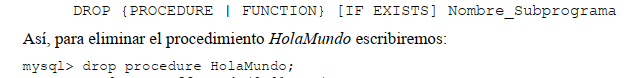 DROP {PROCEDURE | FUNCTION} [IF EXISTS] Nombre_Subprograma
Así, para eliminar el procedimiento HolaMundo escribiremos:
mysql> drop procedure HolaMundo;